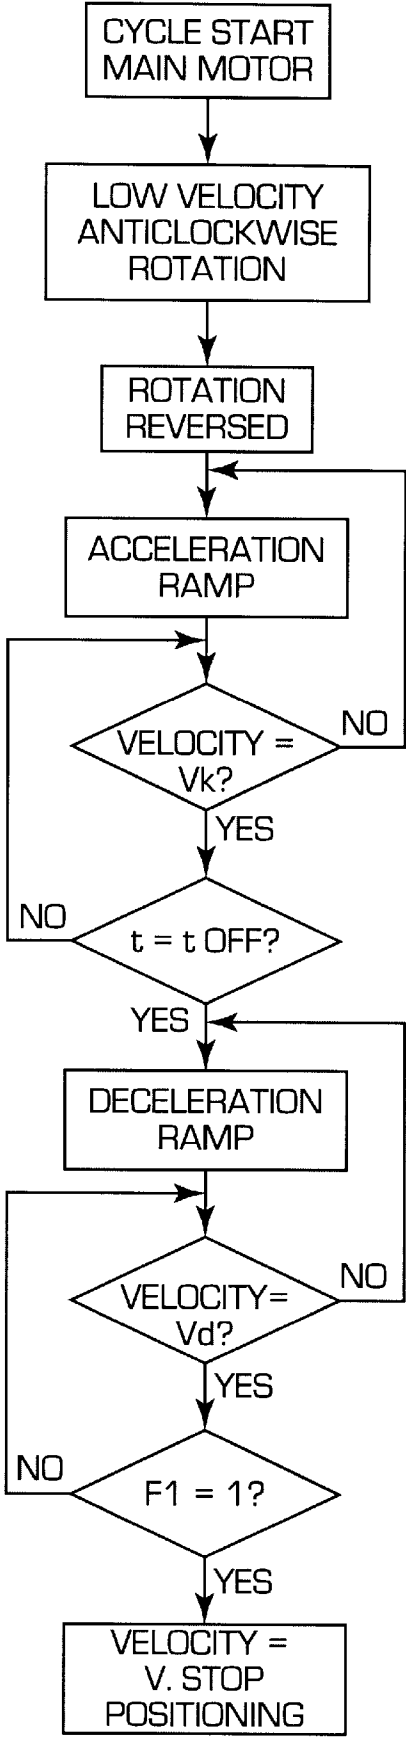 CYCLE START
MAIN MOTOR
LOW VELOCITY
ANTICLOCKWISE
ROTATION
ROTATION
REVERSED
ACCELERATION
RAMP
VELOCITY =
Vk?
NO
YES
t = t OFF?
NO
YES
DECELERATION
RAMP
VELOCITY=
Vd?
NO
YES
F1 = 1?
NO
YES
VELOCITY =
V. STOP
POSITIONING